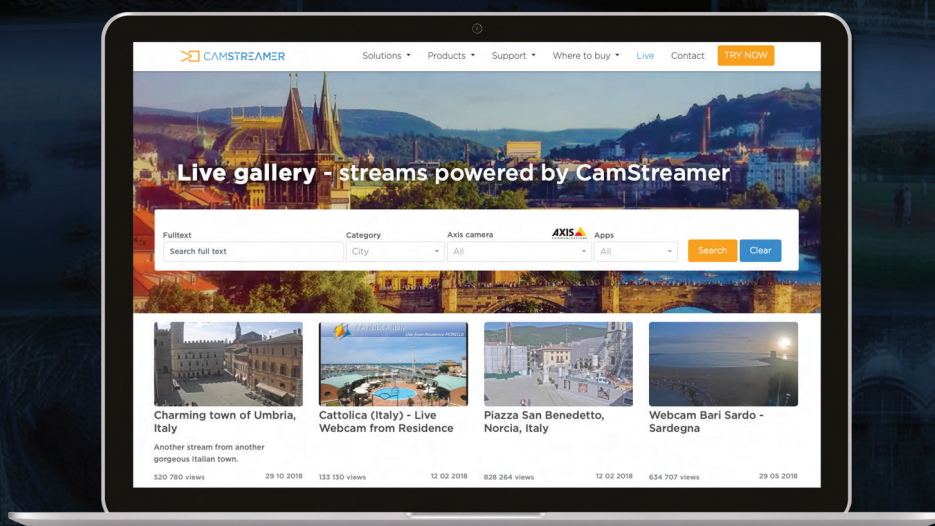 CAMSTREAMER
Solutions
Products
Support
Where to buy
Live
Contact
TRY NOW
Live gallery - streams powered by CamStreamer
Fulltext
Category
Axis camera
AXIS
COMMUNICATIONS
Apps
Search full text
City
All
All
Search
Clear
Charming town of Umbria,
Italy
Another stream from another
gorgeous Italian town.
520 780 views
29 10 2018
Cattolica (Italy) - Live
Webcam from Residence
133 130 views
12 02 2018
Piazza San Benedetto,
Norcia, Italy
828 264 views
12 02 2018
Webcam Bari Sardo -
Sardegna
634 707 views
29 05 2018